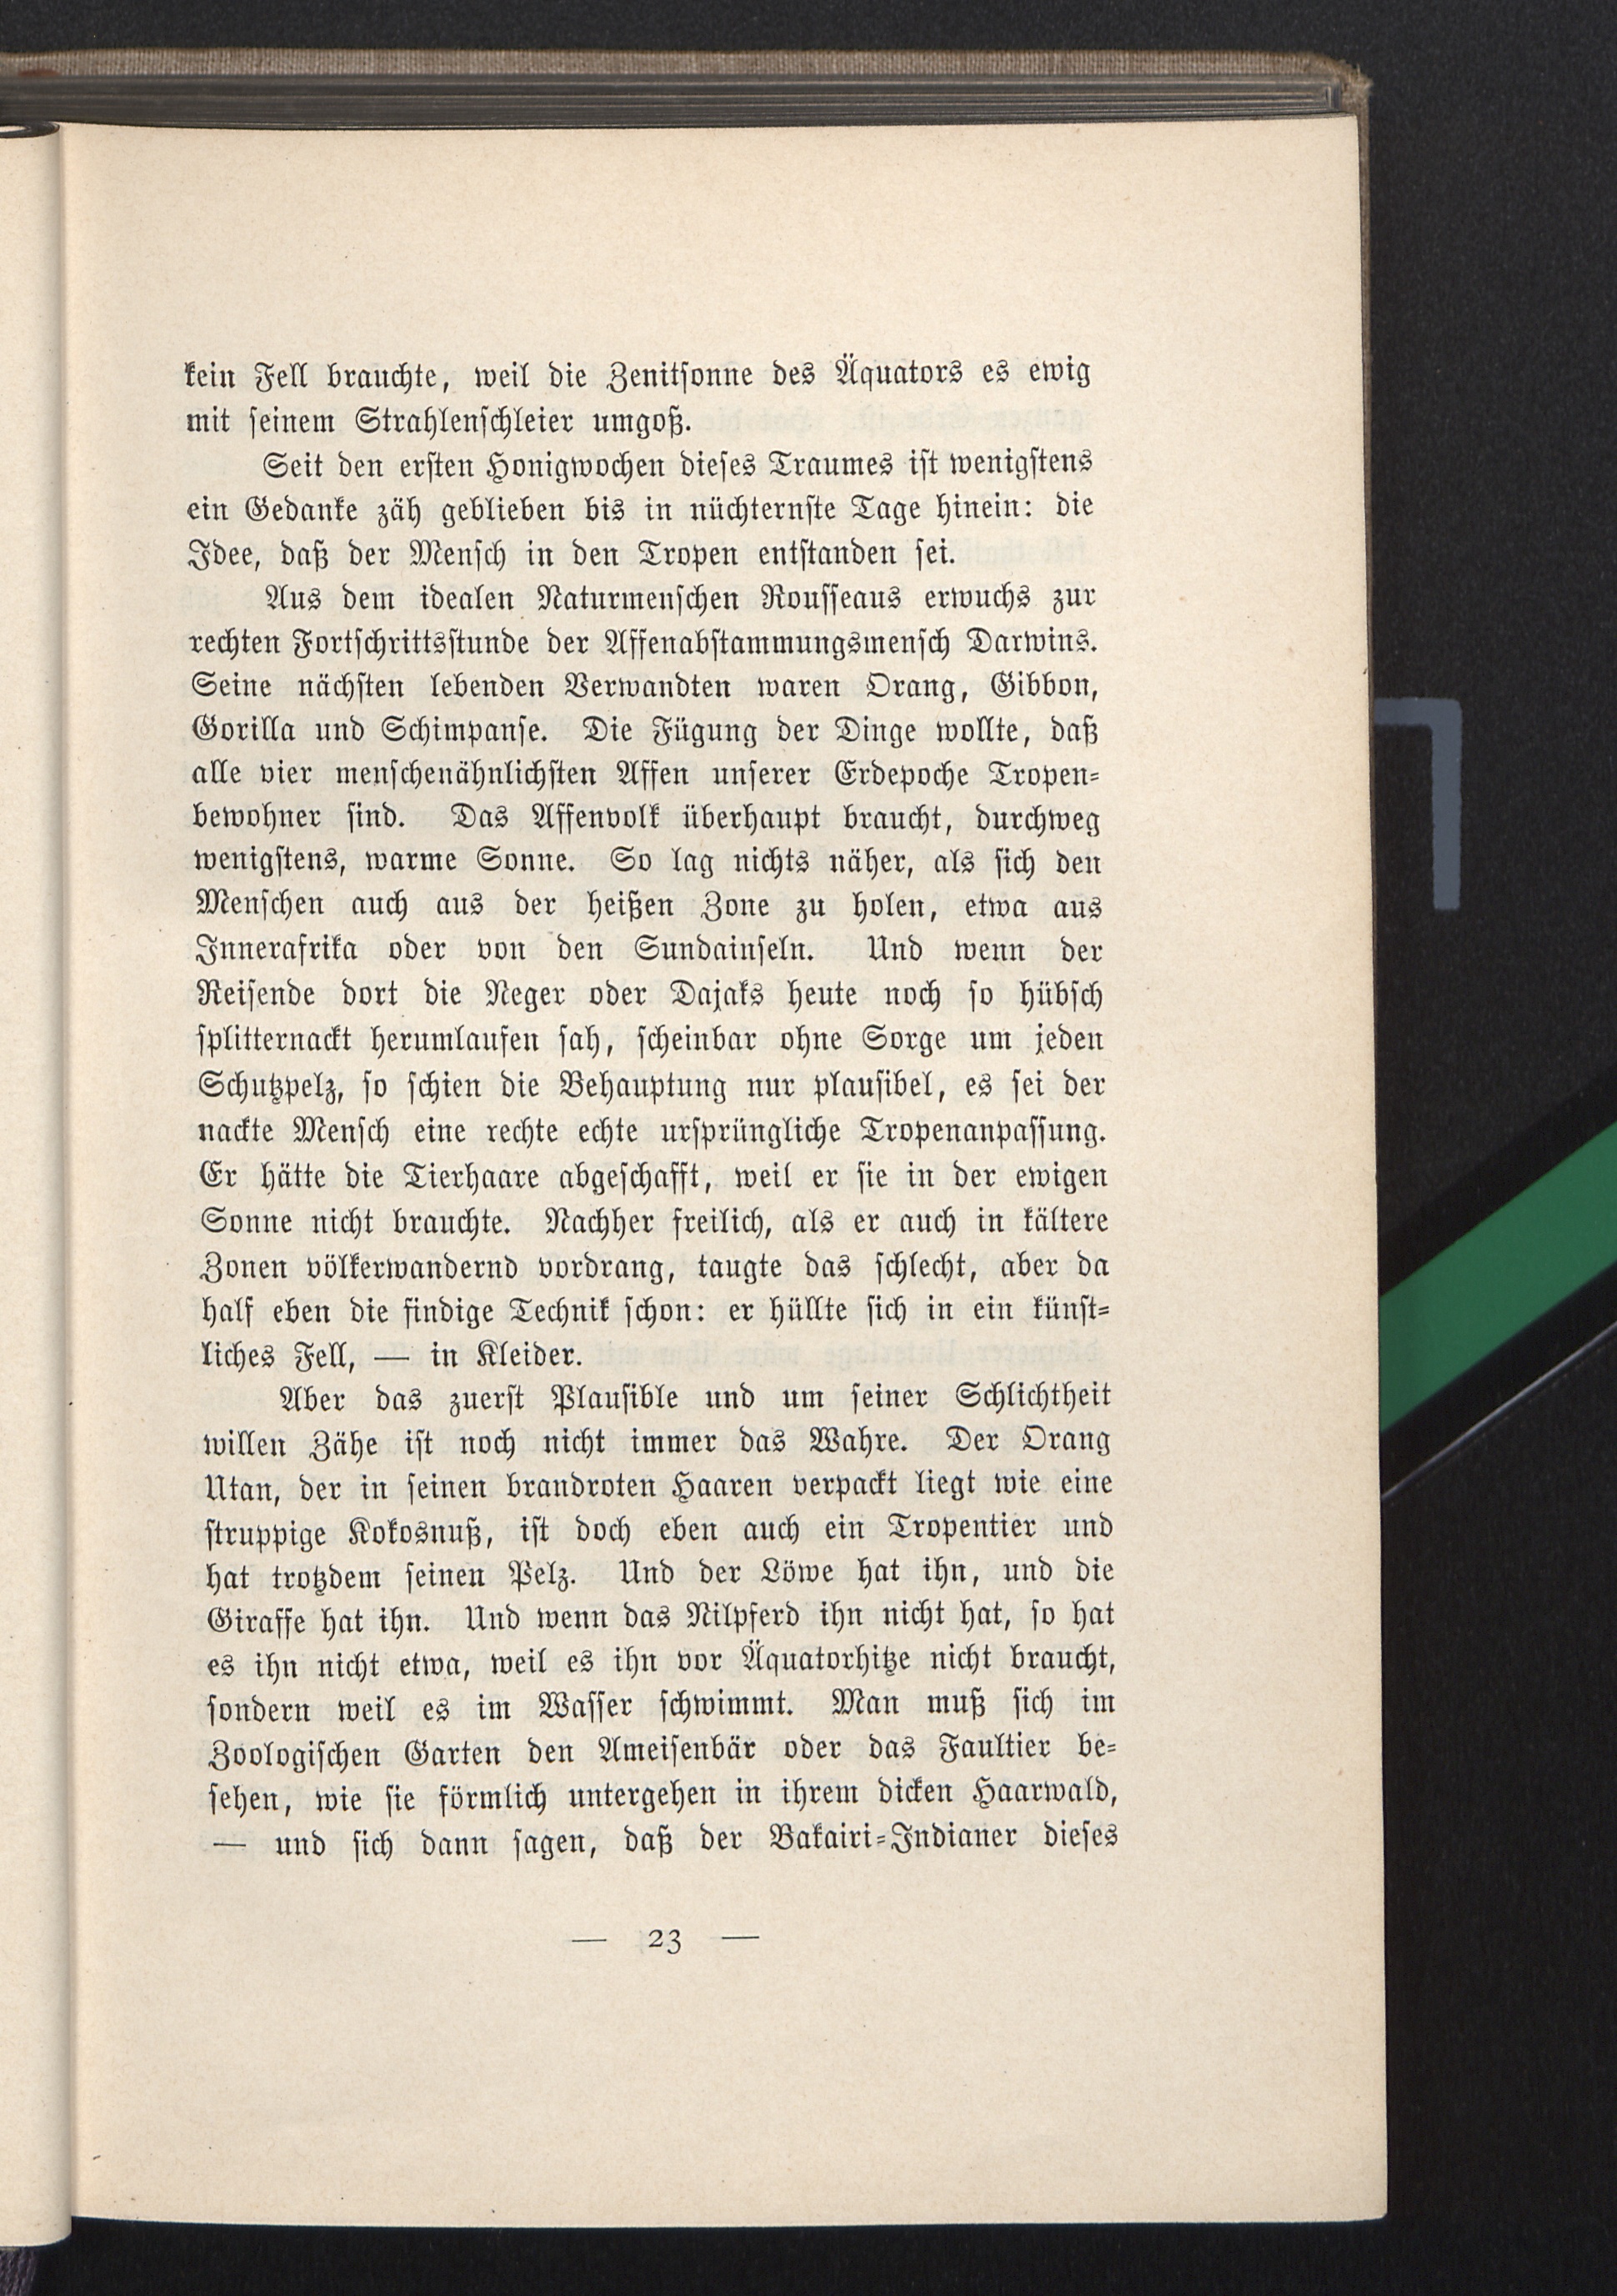 kein Fell brauchte, weil die Zenitsonne des Äquators es ewig
mit seinem Strahlenschleier umgoß.
Seit den ersten Honigwochen dieses Traumes ist wenigstens
ein Gedanke zäh geblieben bis in nüchternste Tage hinein: die
Idee, daß der Mensch in den Tropen entstanden sei.
Aus dem idealen Naturmenschen Rousseaus erwuchs zur
rechten Fortschrittsstunde der Affenabstammungsmensch Darwins.
Seine nächsten lebenden Verwandten waren Orang, Gibbon,
Gorilla und Schimpanse. Die Fügung der Dinge wollte, daß
alle vier menschenähnlichsten Affen unserer Erdepoche Tropen-
bewohner sind. Das Affenvolk überhaupt braucht, durchweg
wenigstens, warme Sonne. So lag nichts näher, als sich den
Menschen auch aus der heißen Zone zu holen, etwa aus
Innerafrika oder von den Sundainseln. Und wenn der
Reisende dort die Neger oder Dajaks heute noch so hübsch
splitternackt herumlaufen sah, scheinbar ohne Sorge um jeden
Schutzpelz, so schien die Behauptung nur plausibel, es sei der
nackte Mensch eine rechte echte ursprüngliche Tropenanpassung.
Er hätte die Tierhaare abgeschafft, weil er sie in der ewigen
Sonne nicht brauchte. Nachher freilich, als er auch in kältere
Zonen völkerwandernd vordrang, taugte das schlecht, aber da
half eben die findige Technik schon: er hüllte sich in ein künst-
liches Fell, — in Kleider.
Aber das zuerst Plausible und um seiner Schlichtheit
willen Zähe ist noch nicht immer das Wahre. Der Orang
Utan, der in seinen brandroten Haaren verpackt liegt wie eine
struppige Kokosnuß, ist doch eben auch ein Tropentier und
hat trotzdem seinen Pelz. Und der Löwe hat ihn, und die
Giraffe hat ihn. Und wenn das Nilpferd ihn nicht hat, so hat
es ihn nicht etwa, weil es ihn vor Äquatorhitze nicht braucht,
sondern weil es im Wasser schwimmt. Man muß sich im
Zoologischen Garten den Ameisenbär oder das Faultier be-
sehen, wie sie förmlich untergehen in ihrem dicken Haarwald,
— und sich dann sagen, daß der Bakairi-Indianer dieses
— 23 —